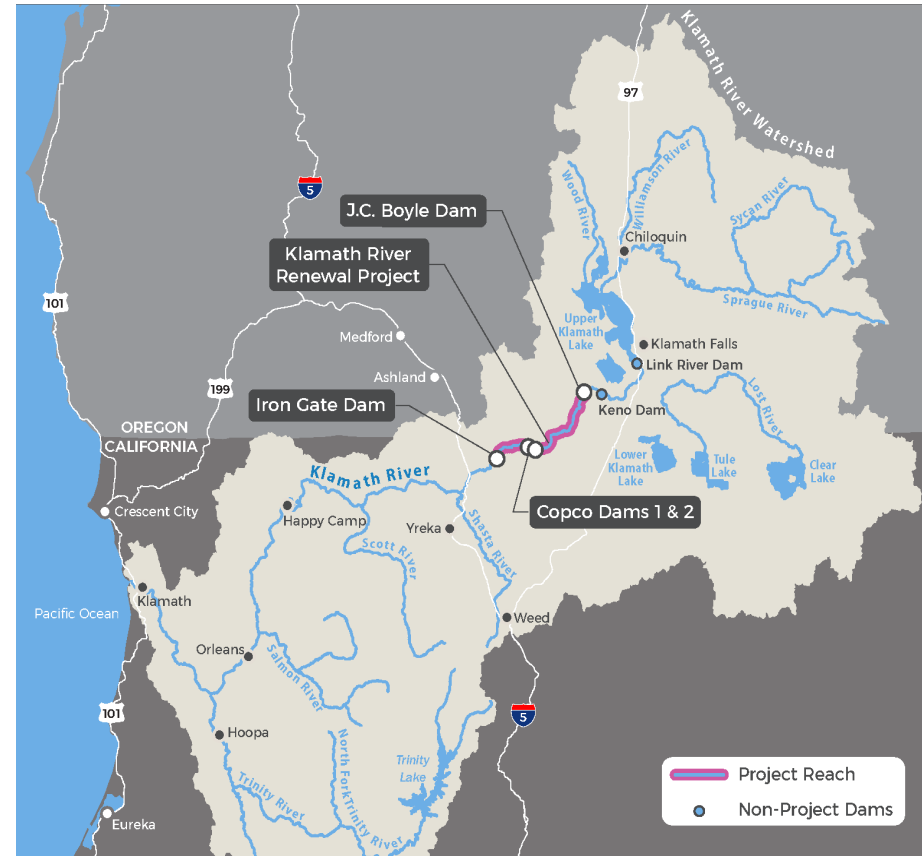 Klamath River Watershed
97
5
Williamson River
Wood River
Sycan River
J.C. Boyle Dam
Chiloquin
Klamath River
Renewal Project
101
Sprague River
Upper
Klamath
Lake
Medford
Klamath Falls
Link River Dam
Ashland
199
Lost River
Iron Gate Dam
Keno Dam
OREGON
CALIFORNIA
Lower
Klamath
Lake
Tule
Lake
Clear
Lake
Klamath River
Crescent City
Happy Camp
Copco Dams 1 & 2
Yreka
Shasta River
Scott River
Klamath
Pacific Ocean
Weed
Orleans
Salmon River
101
5
Hoopa
North Fork Trinity River
Trinity
Lake
Trinity River
Project Reach
Non-Project Dams
Eureka